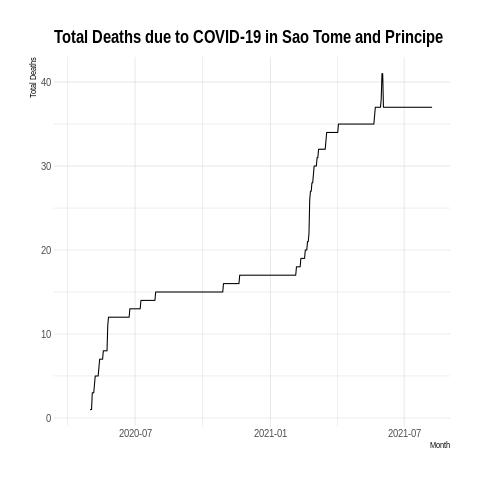 Total Deaths due to COVID-19 in Sao Tome and Principe
Total Deaths
40
30
20
10
0
2020-07 2021-01 2021-07
Month